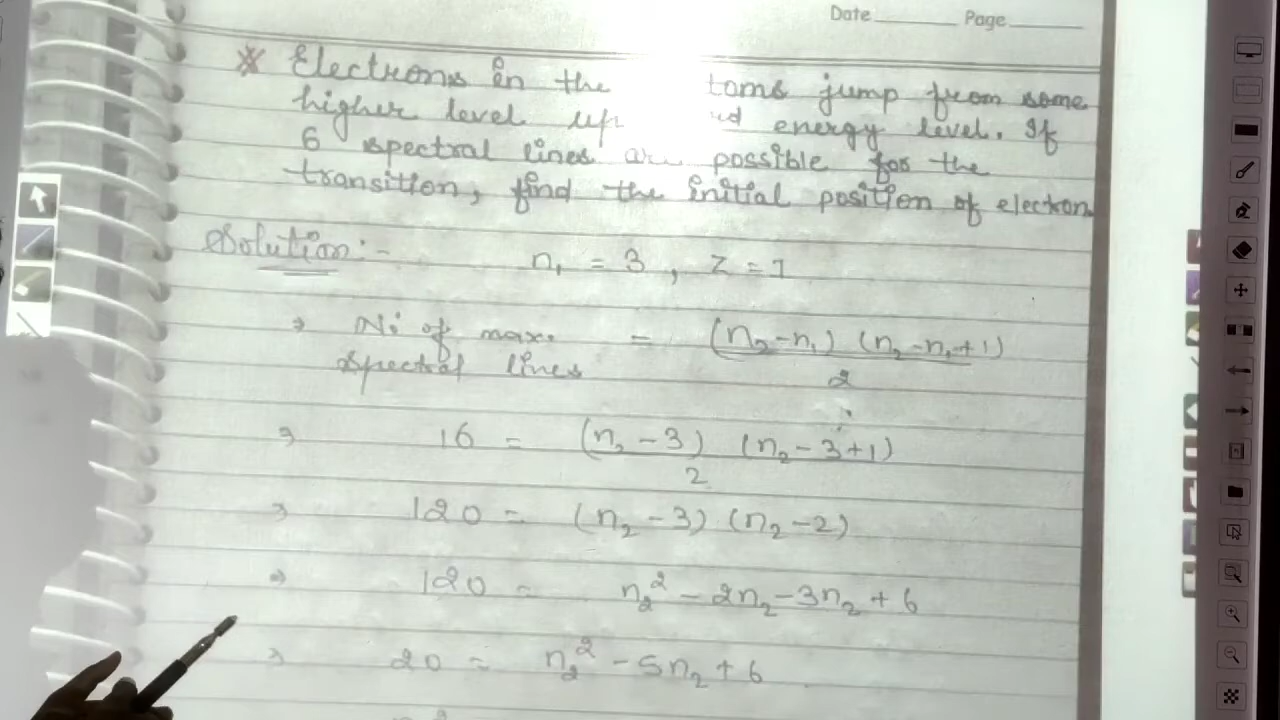 Date Page
* Electrons in the toms jump from some
higher level up energy level. If
6 spectral lines are possible for the
transition, find the initial position of electron
Solution:-
n₁ = 3 , Z = 1
⇒ No of max. spectral lines = (n₂-n₁) (n₂-n₁+1) / 2
⇒ 16 = (n₂ - 3) (n₂ - 3 + 1) / 2
⇒ 120 = (n₂ - 3) (n₂ - 2)
⇒ 120 = n₂² - 2n₂ - 3n₂ + 6
⇒ 20 = n₂² - 5n₂ + 6